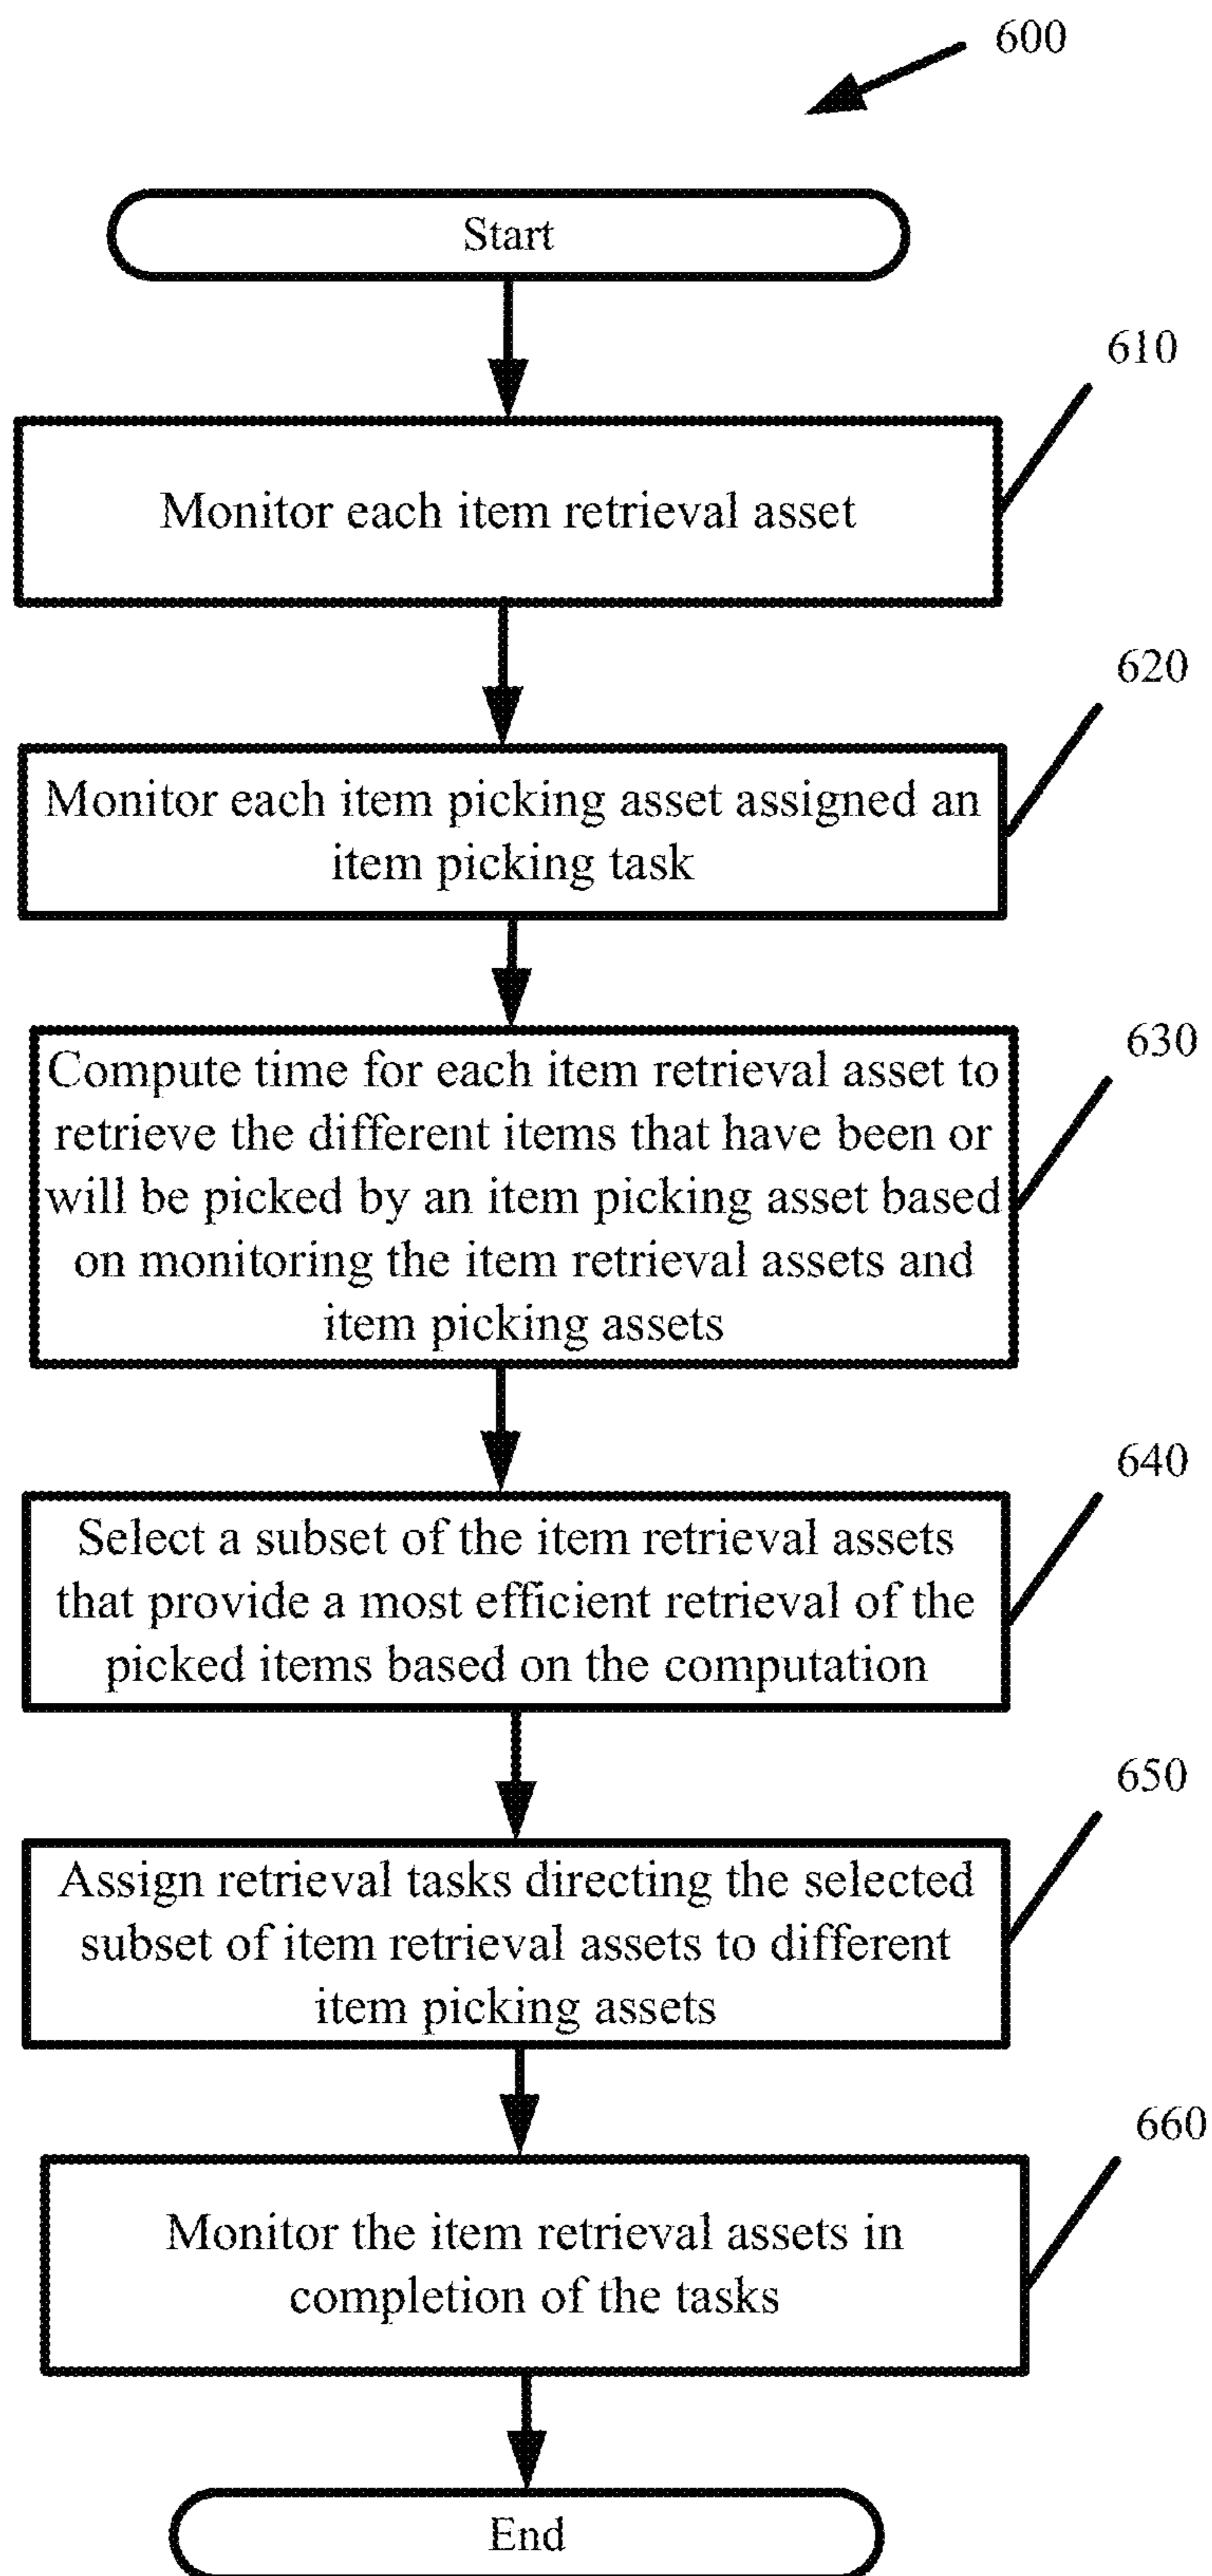 600
Start
610
Monitor each item retrieval asset
620
Monitor each item picking asset assigned an
item picking task
630
Compute time for each item retrieval asset to
retrieve the different items that have been or
will be picked by an item picking asset based
on monitoring the item retrieval assets and
item picking assets
640
Select a subset of the item retrieval assets
that provide a most efficient retrieval of the
picked items based on the computation
650
Assign retrieval tasks directing the selected
subset of item retrieval assets to different
item picking assets
660
Monitor the item retrieval assets in
completion of the tasks
End